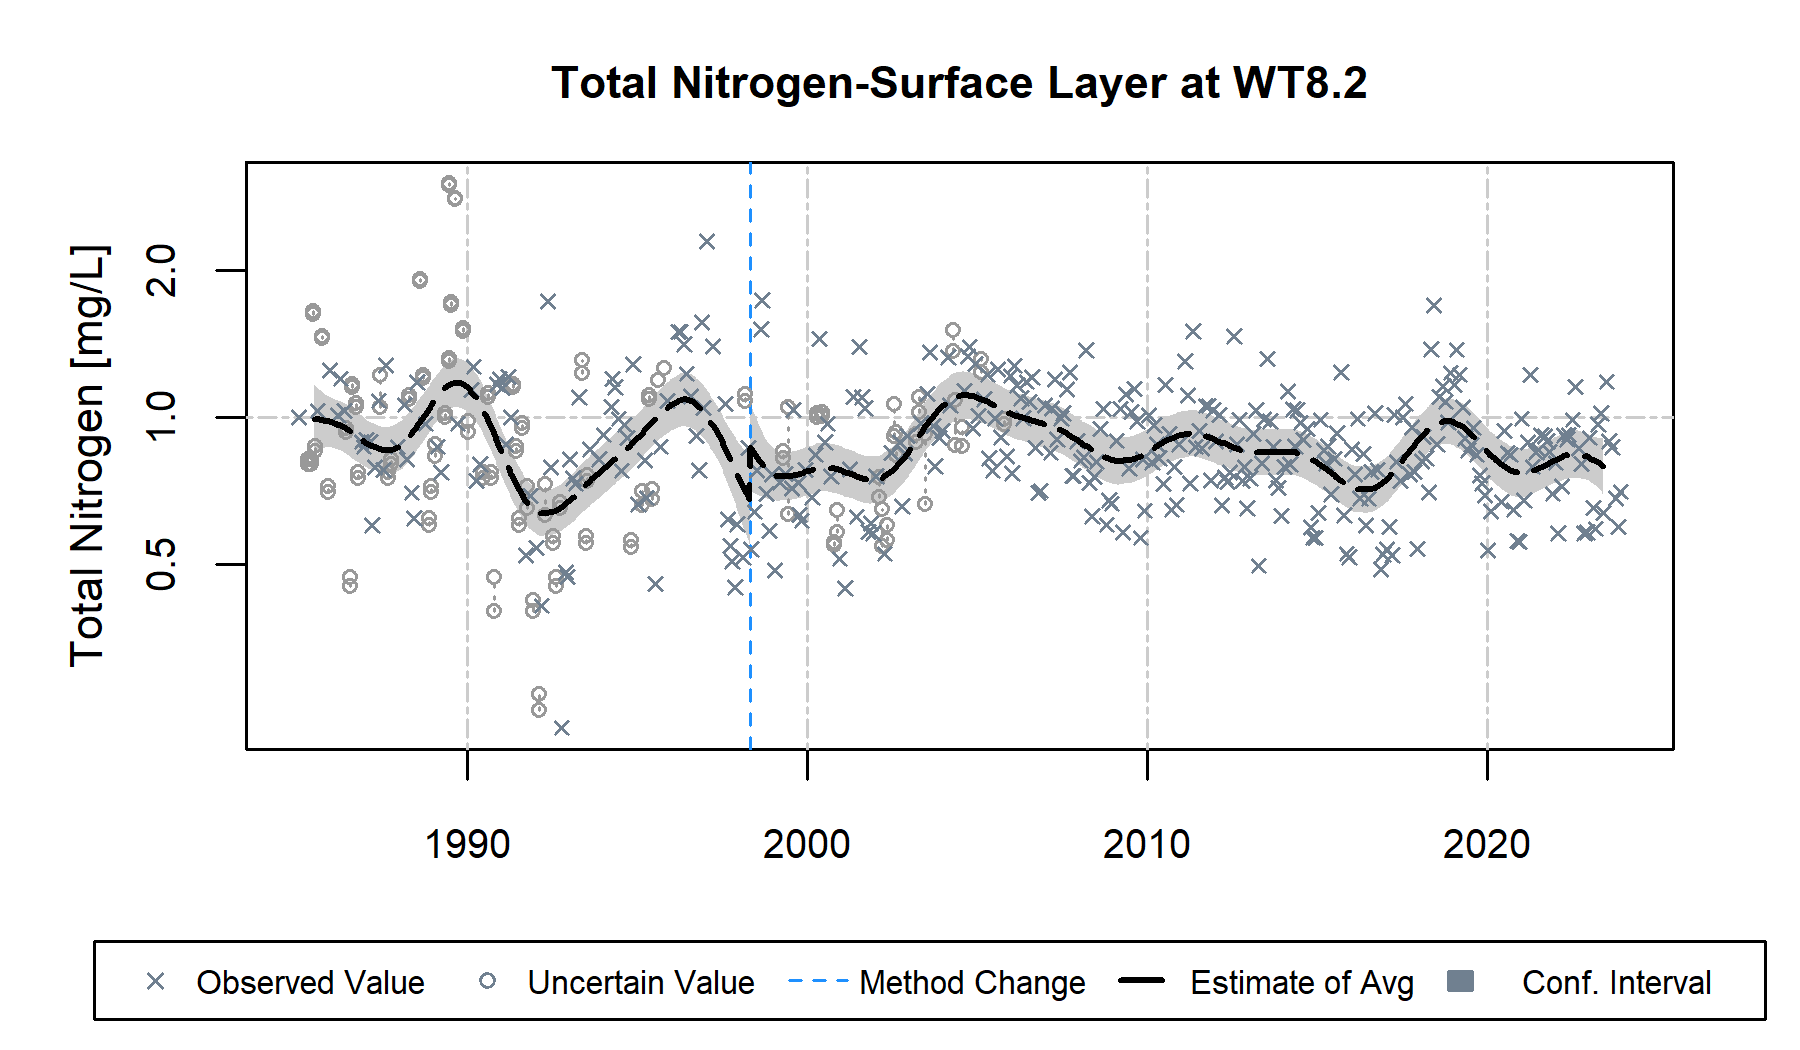 Total Nitrogen-Surface Layer at WT8.2
Total Nitrogen [mg/L]
2.0
1.0
0.5
1990 2000 2010 2020
Observed Value Uncertain Value Method Change Estimate of Avg Conf. Interval